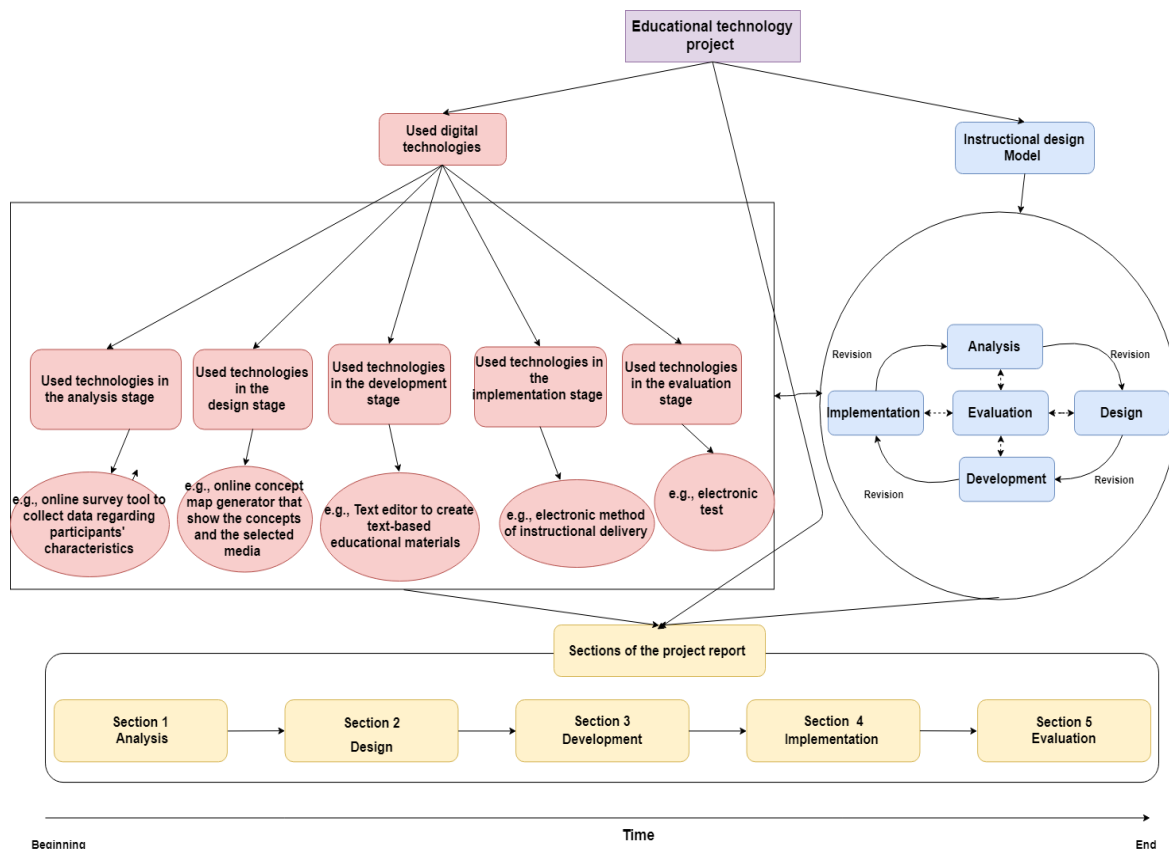 Educational technology
project
Used digital
technologies
Instructional design
Model
Used technologies in
the analysis stage
Used technologies
in the
design stage
Used technologies
in the development
stage
Used technologies
in the
implementation stage
Used technologies
in the evaluation
stage
e.g., online survey tool to
collect data regarding
participants'
characteristics
e.g., online concept
map generator that
show the concepts
and the selected
media
e.g., Text editor to create
text-based
educational materials
e.g., electronic method
of instructional delivery
e.g., electronic
test
Revision
Analysis
Revision
Implementation
Evaluation
Design
Development
Revision
Revision
Sections of the project report
Section 1
Analysis
Section 2
Design
Section 3
Development
Section 4
Implementation
Section 5
Evaluation
Time
Beginning
End